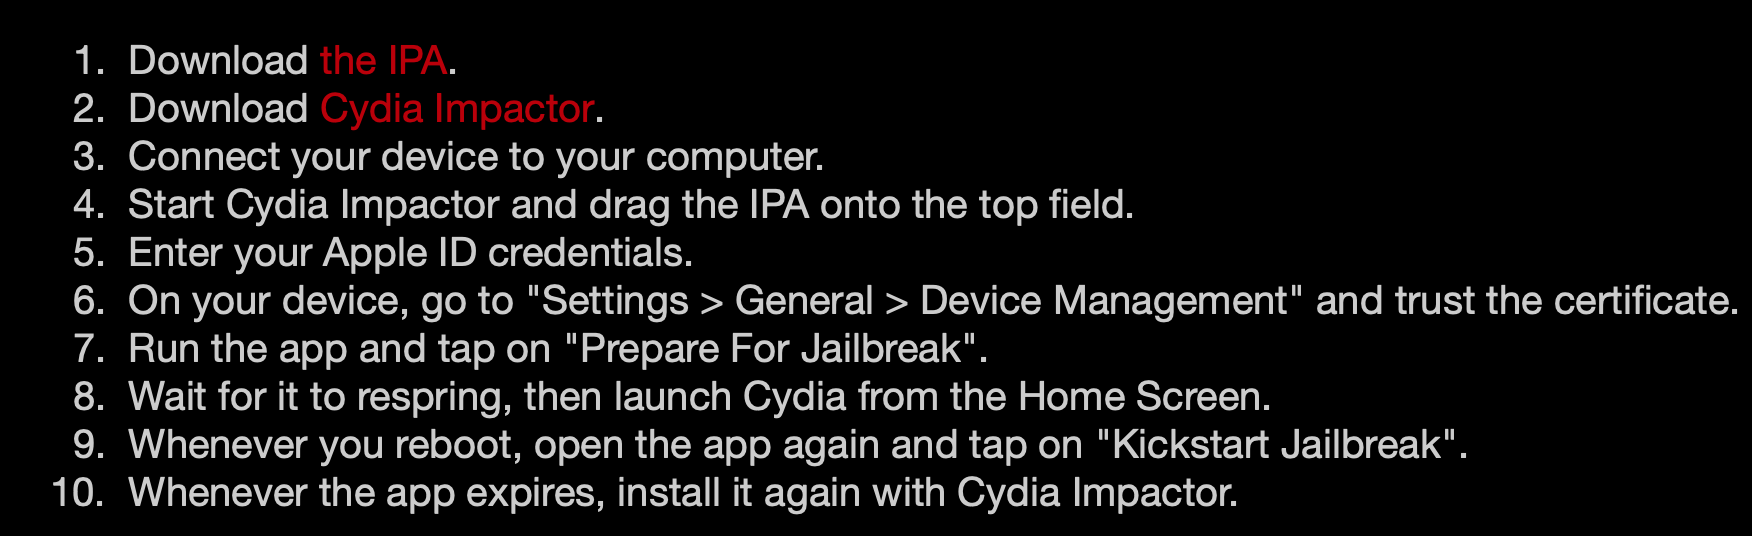 1. Download the IPA.
2. Download Cydia Impactor.
3. Connect your device to your computer.
4. Start Cydia Impactor and drag the IPA onto the top field.
5. Enter your Apple ID credentials.
6. On your device, go to "Settings > General > Device Management" and trust the certificate.
7. Run the app and tap on "Prepare For Jailbreak".
8. Wait for it to respring, then launch Cydia from the Home Screen.
9. Whenever you reboot, open the app again and tap on "Kickstart Jailbreak".
10. Whenever the app expires, install it again with Cydia Impactor.